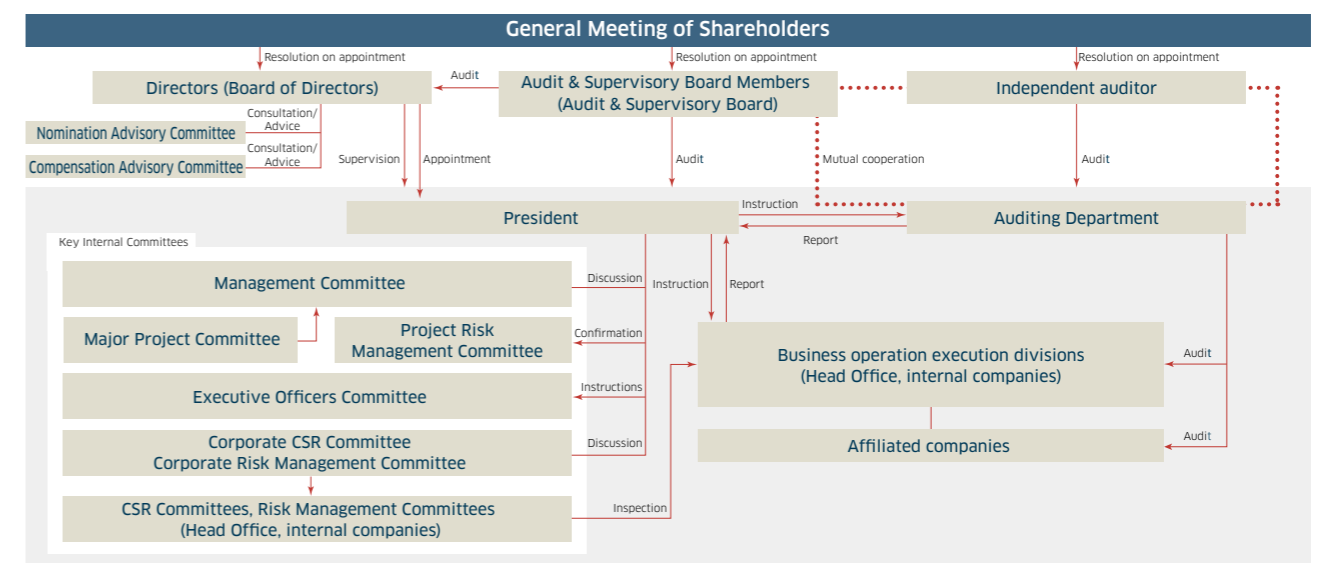 General Meeting of Shareholders
Resolution on appointment
Resolution on appointment
Resolution on appointment
Directors (Board of Directors)
Audit
Audit & Supervisory Board Members
(Audit & Supervisory Board)
Independent auditor
Nomination Advisory Committee
Consultation/
Advice
Compensation Advisory Committee
Consultation/
Advice
Supervision
Appointment
Audit
Mutual cooperation
Audit
President
Instruction
Report
Auditing Department
Key Internal Committees
Management Committee
Discussion
Instruction
Report
Major Project Committee
Project Risk
Management Committee
Confirmation
Business operation execution divisions
(Head Office, internal companies)
Audit
Executive Officers Committee
Instructions
Corporate CSR Committee
Corporate Risk Management Committee
Discussion
Affiliated companies
Audit
CSR Committees, Risk Management Committees
(Head Office, internal companies)
Inspection